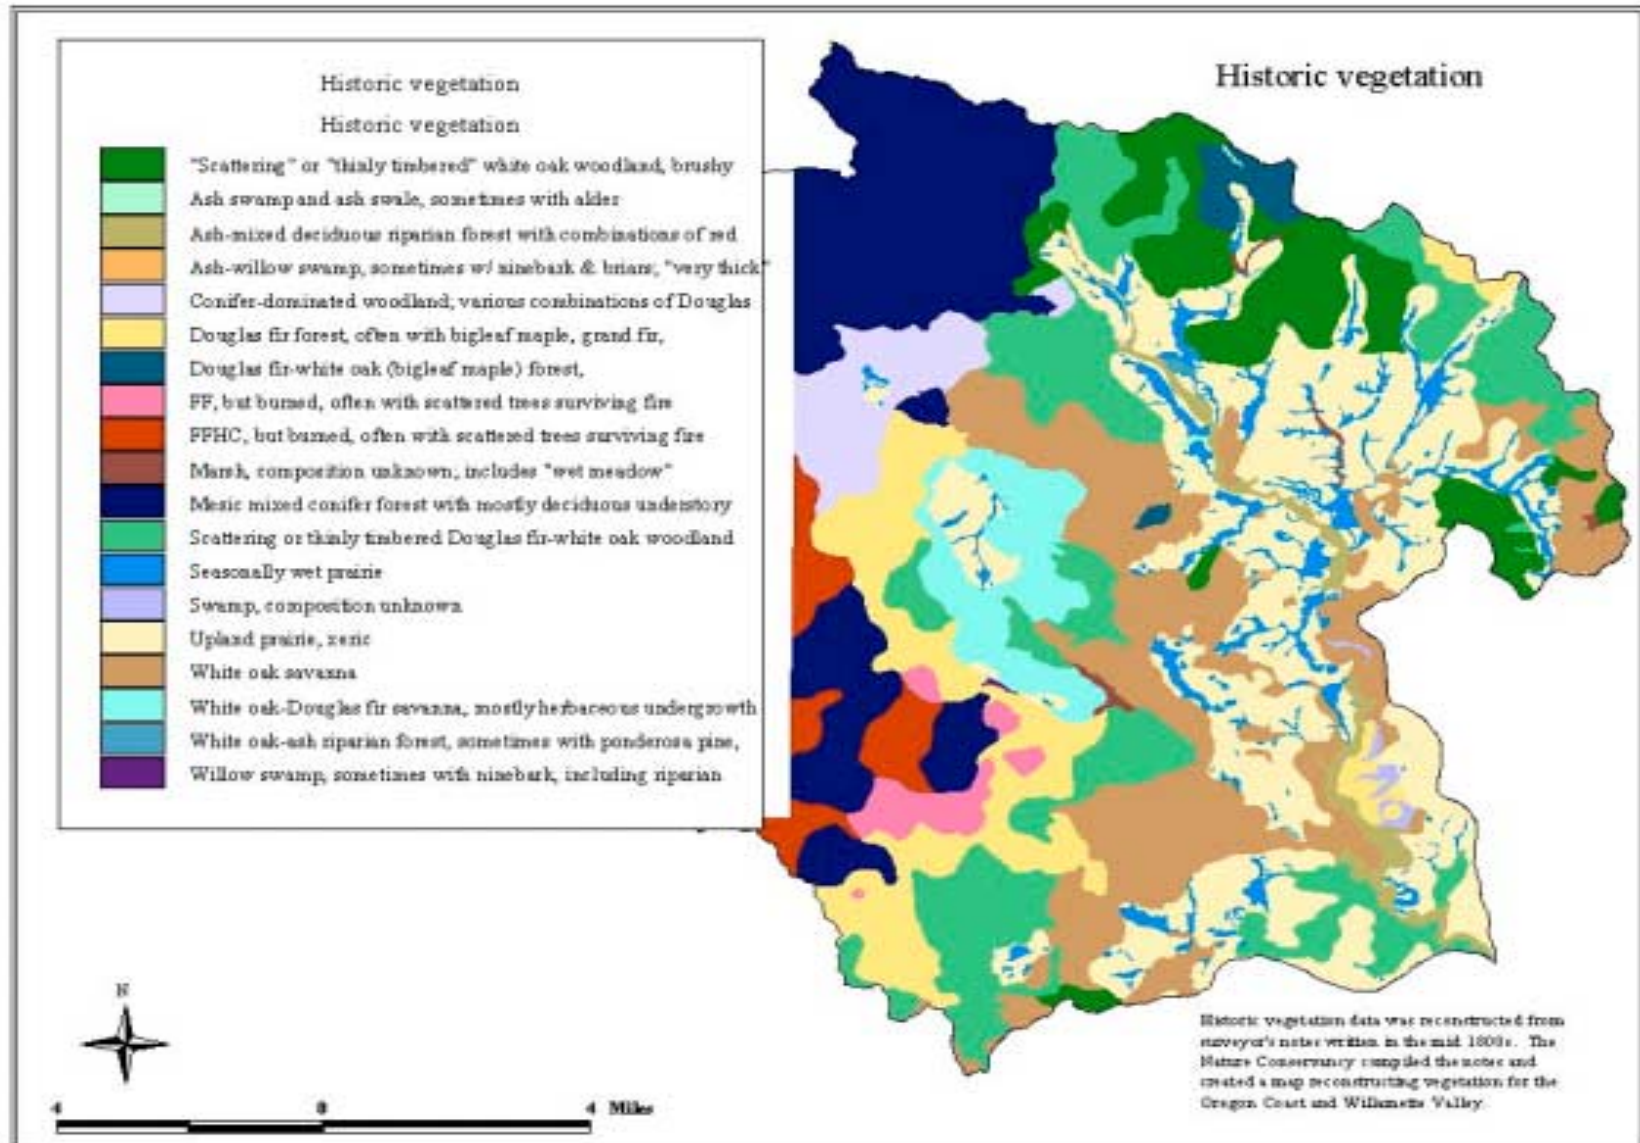 Historic vegetation
Historic vegetation
Historic vegetation
"Scattering" or "thinly timbered" white oak woodland, brushy
Ash swamp and ash swale, sometimes with alder
Ash-mixed deciduous riparian forest with combinations of red
Ash-willow swamp, sometimes w/ ninebark & briars; "very thick"
Conifer-dominated woodland; various combinations of Douglas
Douglas fir forest, often with bigleaf maple, grand fir,
Douglas fir-white oak (bigleaf maple) forest,
FF, but burned, often with scattered trees surviving fire
FFHC, but burned, often with scattered trees surviving fire
Marsh, composition unknown; includes "wet meadow"
Mesic mixed conifer forest with mostly deciduous understory
Scattering or thinly timbered Douglas fir-white oak woodland
Seasonally wet prairie
Swamp, composition unknown
Upland prairie, xeric
White oak savanna
White oak-Douglas fir savanna, mostly herbaceous undergrowth
White oak-ash riparian forest, sometimes with ponderosa pine,
Willow swamp, sometimes with ninebark, including riparian
N
4 0 4 Miles
Historic vegetation data was reconstructed from
surveyor's notes written in the mid 1800s. The
Nature Conservancy compiled the notes and
created a map reconstructing vegetation for the
Oregon Coast and Willamette Valley.